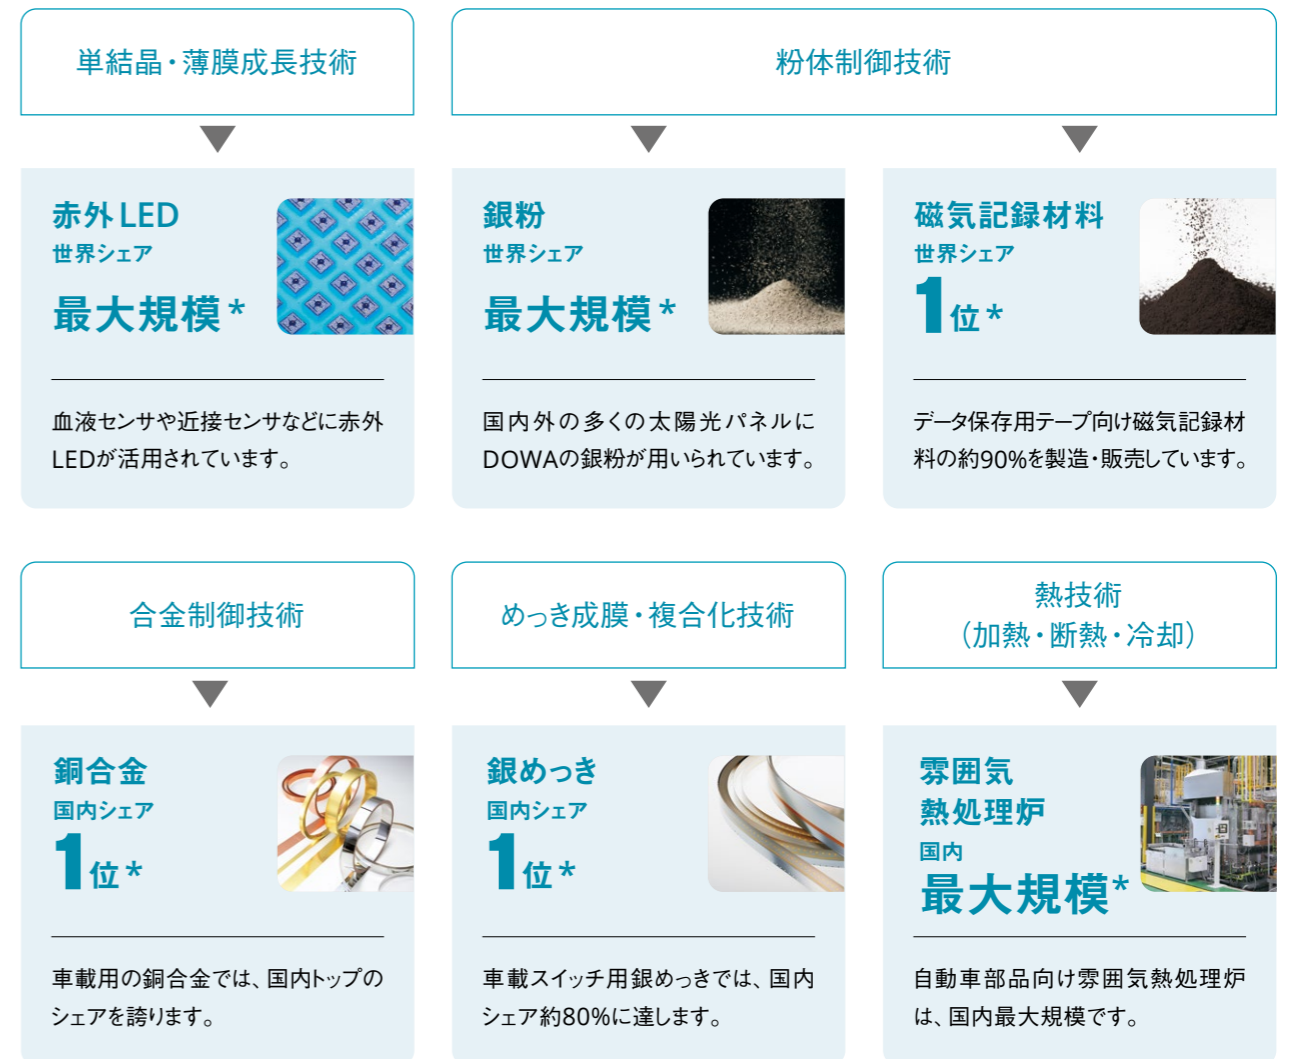 単結晶・薄膜成長技術
粉体制御技術
赤外LED
世界シェア
最大規模*
血液センサや近接センサなどに赤外
LEDが活用されています。
銀粉
世界シェア
最大規模*
国内外の多くの太陽光パネルに
DOWAの銀粉が用いられています。
磁気記録材料
世界シェア
1位*
データ保存用テープ向け磁気記録材
料の約90%を製造・販売しています。
合金制御技術
めっき成膜・複合化技術
熱技術
（加熱・断熱・冷却）
銅合金
国内シェア
1位*
車載用の銅合金では、国内トップの
シェアを誇ります。
銀めっき
国内シェア
1位*
車載スイッチ用銀めっきでは、国内
シェア約80%に達します。
雰囲気
熱処理炉
国内
最大規模*
自動車部品向け雰囲気熱処理炉
は、国内最大規模です。